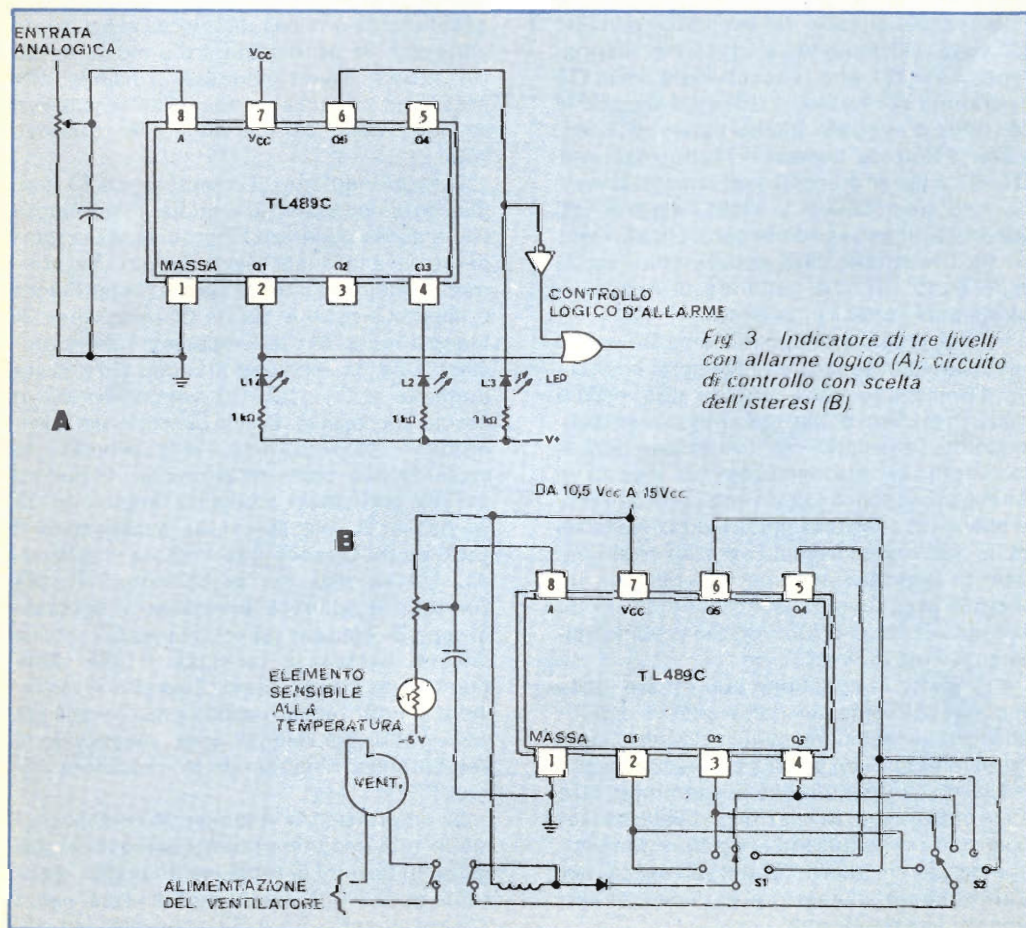 ENTRATA
ANALOGICA
Vcc
8
7
6
5
A
Vcc
Q5
Q4
TL489C
MASSA
Q1
Q2
Q3
1
2
3
4
CONTROLLO
LOGICO D'ALLARME
LED
L1
L2
L3
1 kΩ
1 kΩ
1 kΩ
V+
A
Fig. 3 - Indicatore di tre livelli
con allarme logico (A); circuito
di controllo con scelta
dell'isteresi (B).
B
DA 10,5 Vcc A 15Vcc
8
7
6
5
A
Vcc
Q5
Q4
TL489C
ELEMENTO
SENSIBILE
ALLA
TEMPERATURA
T
-5 V
MASSA
Q1
Q2
Q3
1
2
3
4
VENT.
S1
S2
ALIMENTAZIONE
DEL VENTILATORE